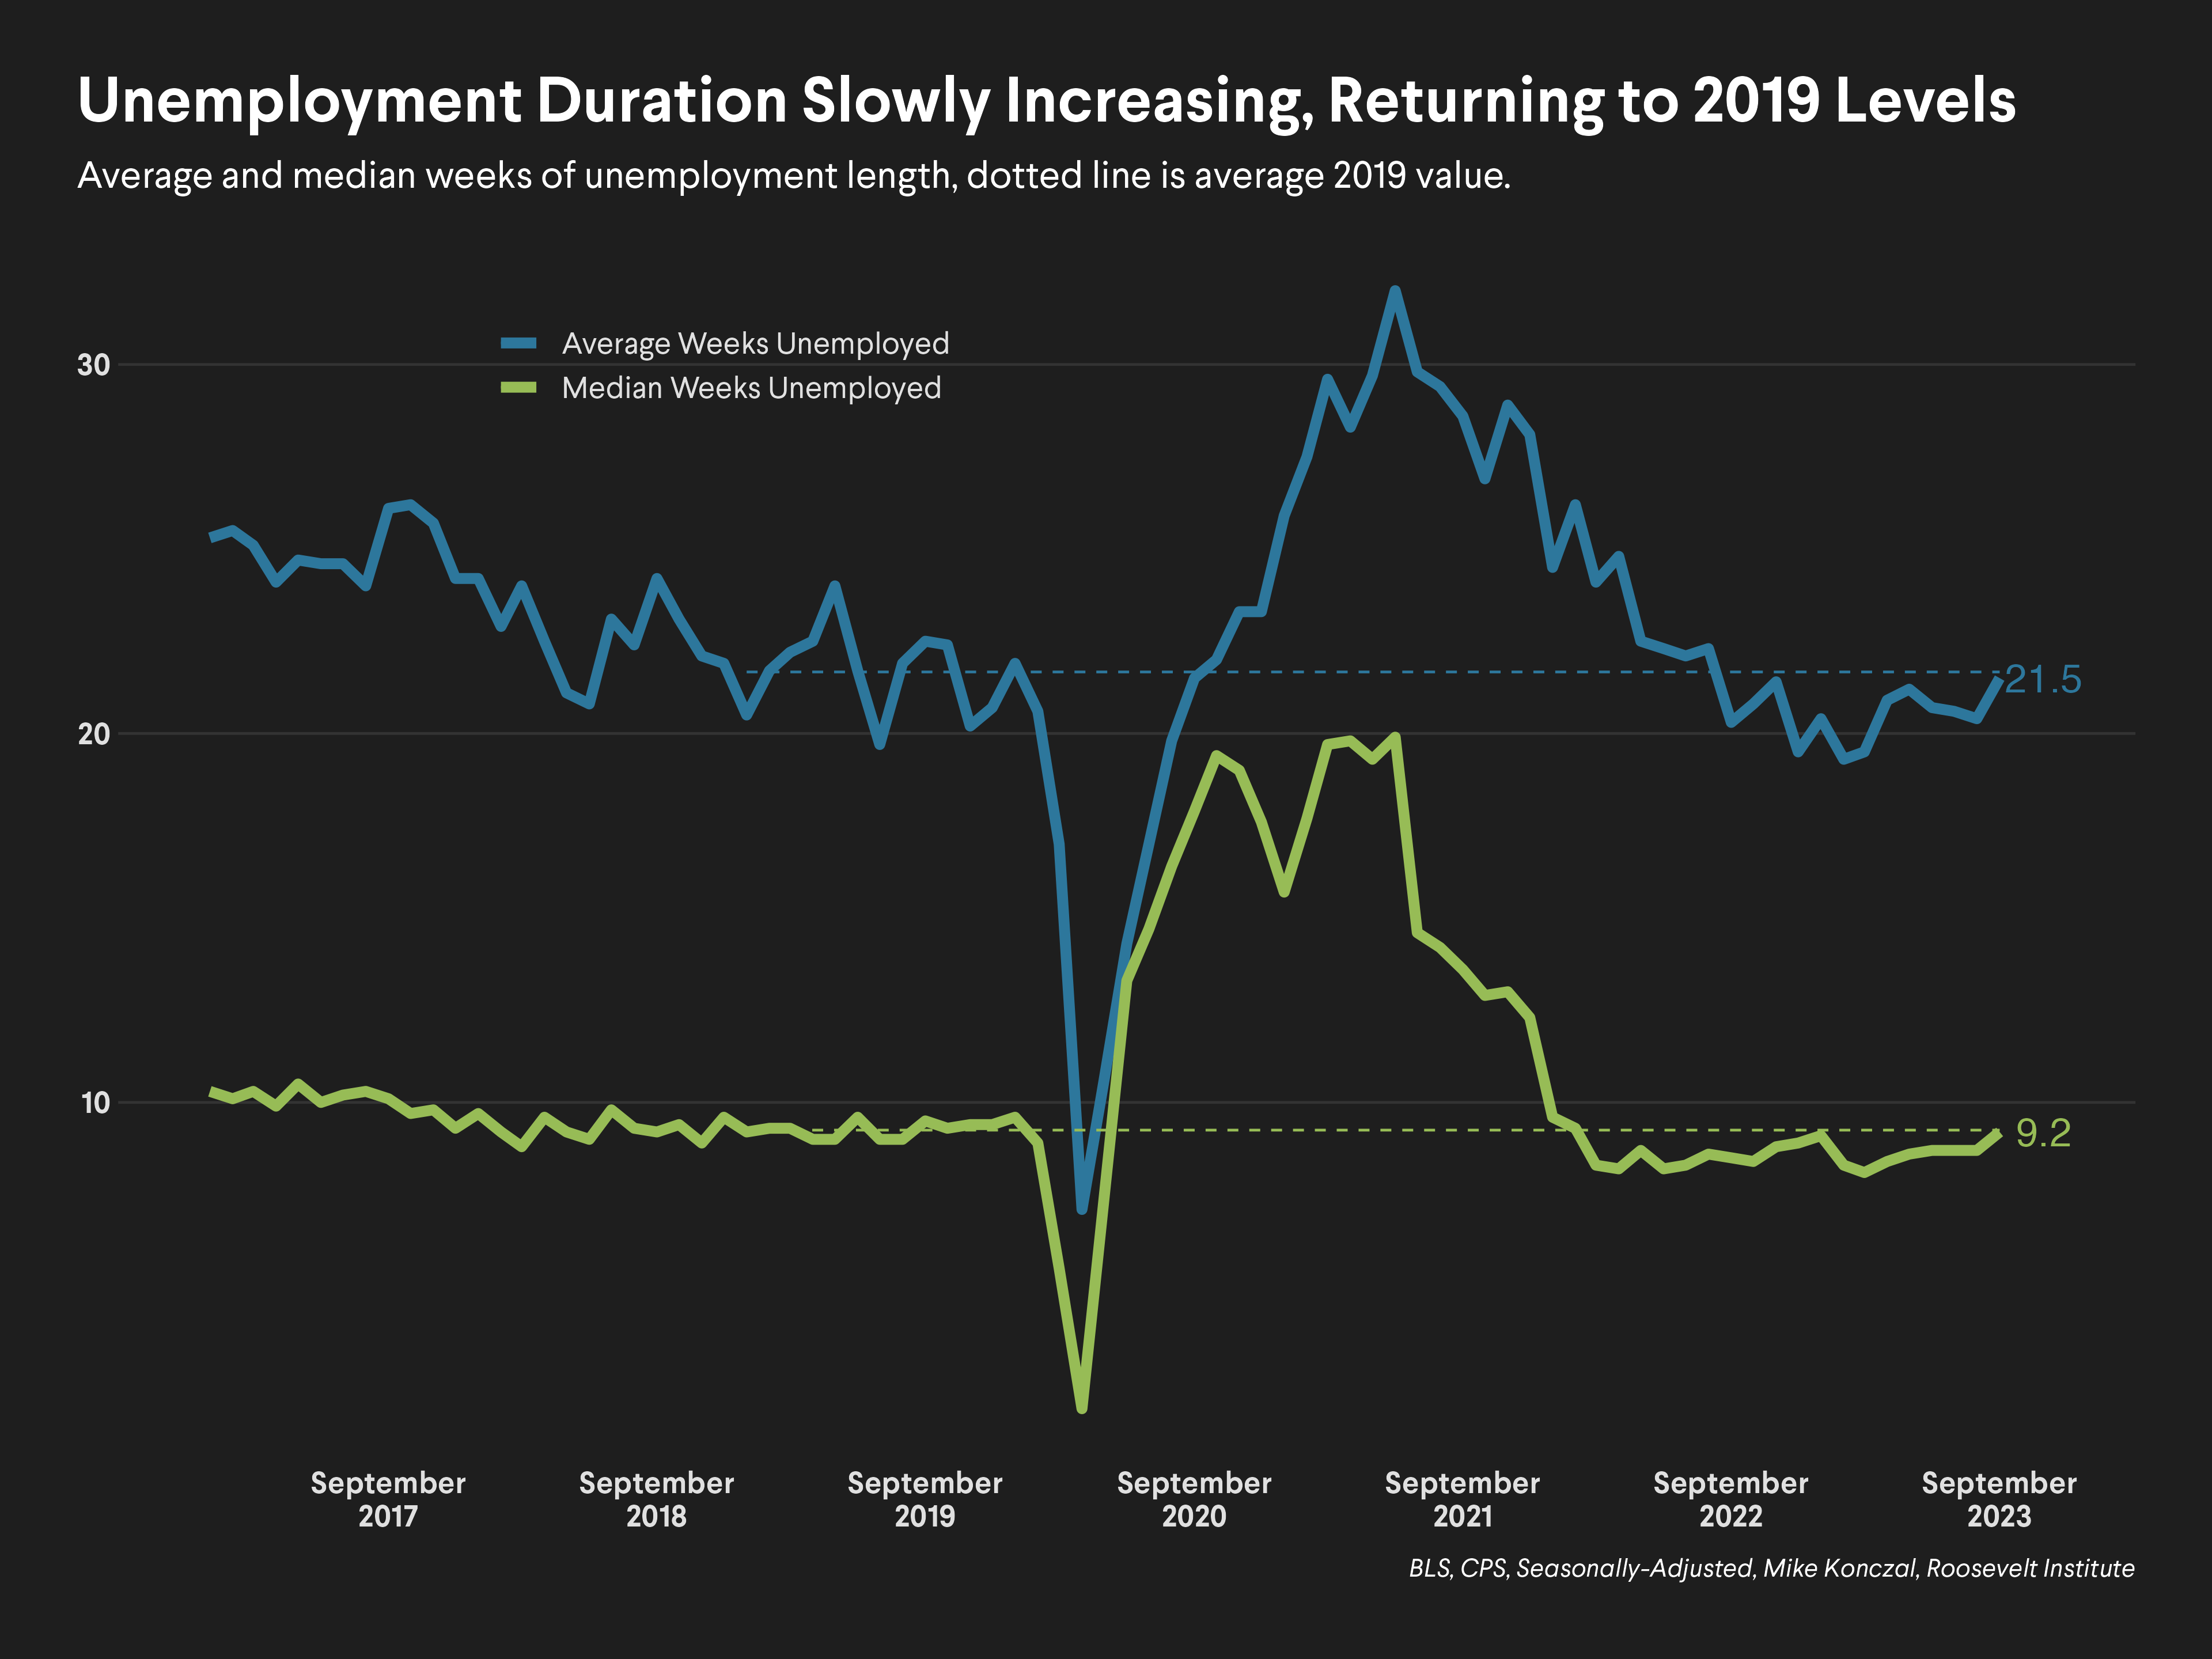 Unemployment Duration Slowly Increasing, Returning to 2019 Levels
Average and median weeks of unemployment length, dotted line is average 2019 value.
Average Weeks Unemployed
Median Weeks Unemployed
30
20
10
21.5
9.2
September
2017
September
2018
September
2019
September
2020
September
2021
September
2022
September
2023
BLS, CPS, Seasonally-Adjusted, Mike Konczal, Roosevelt Institute